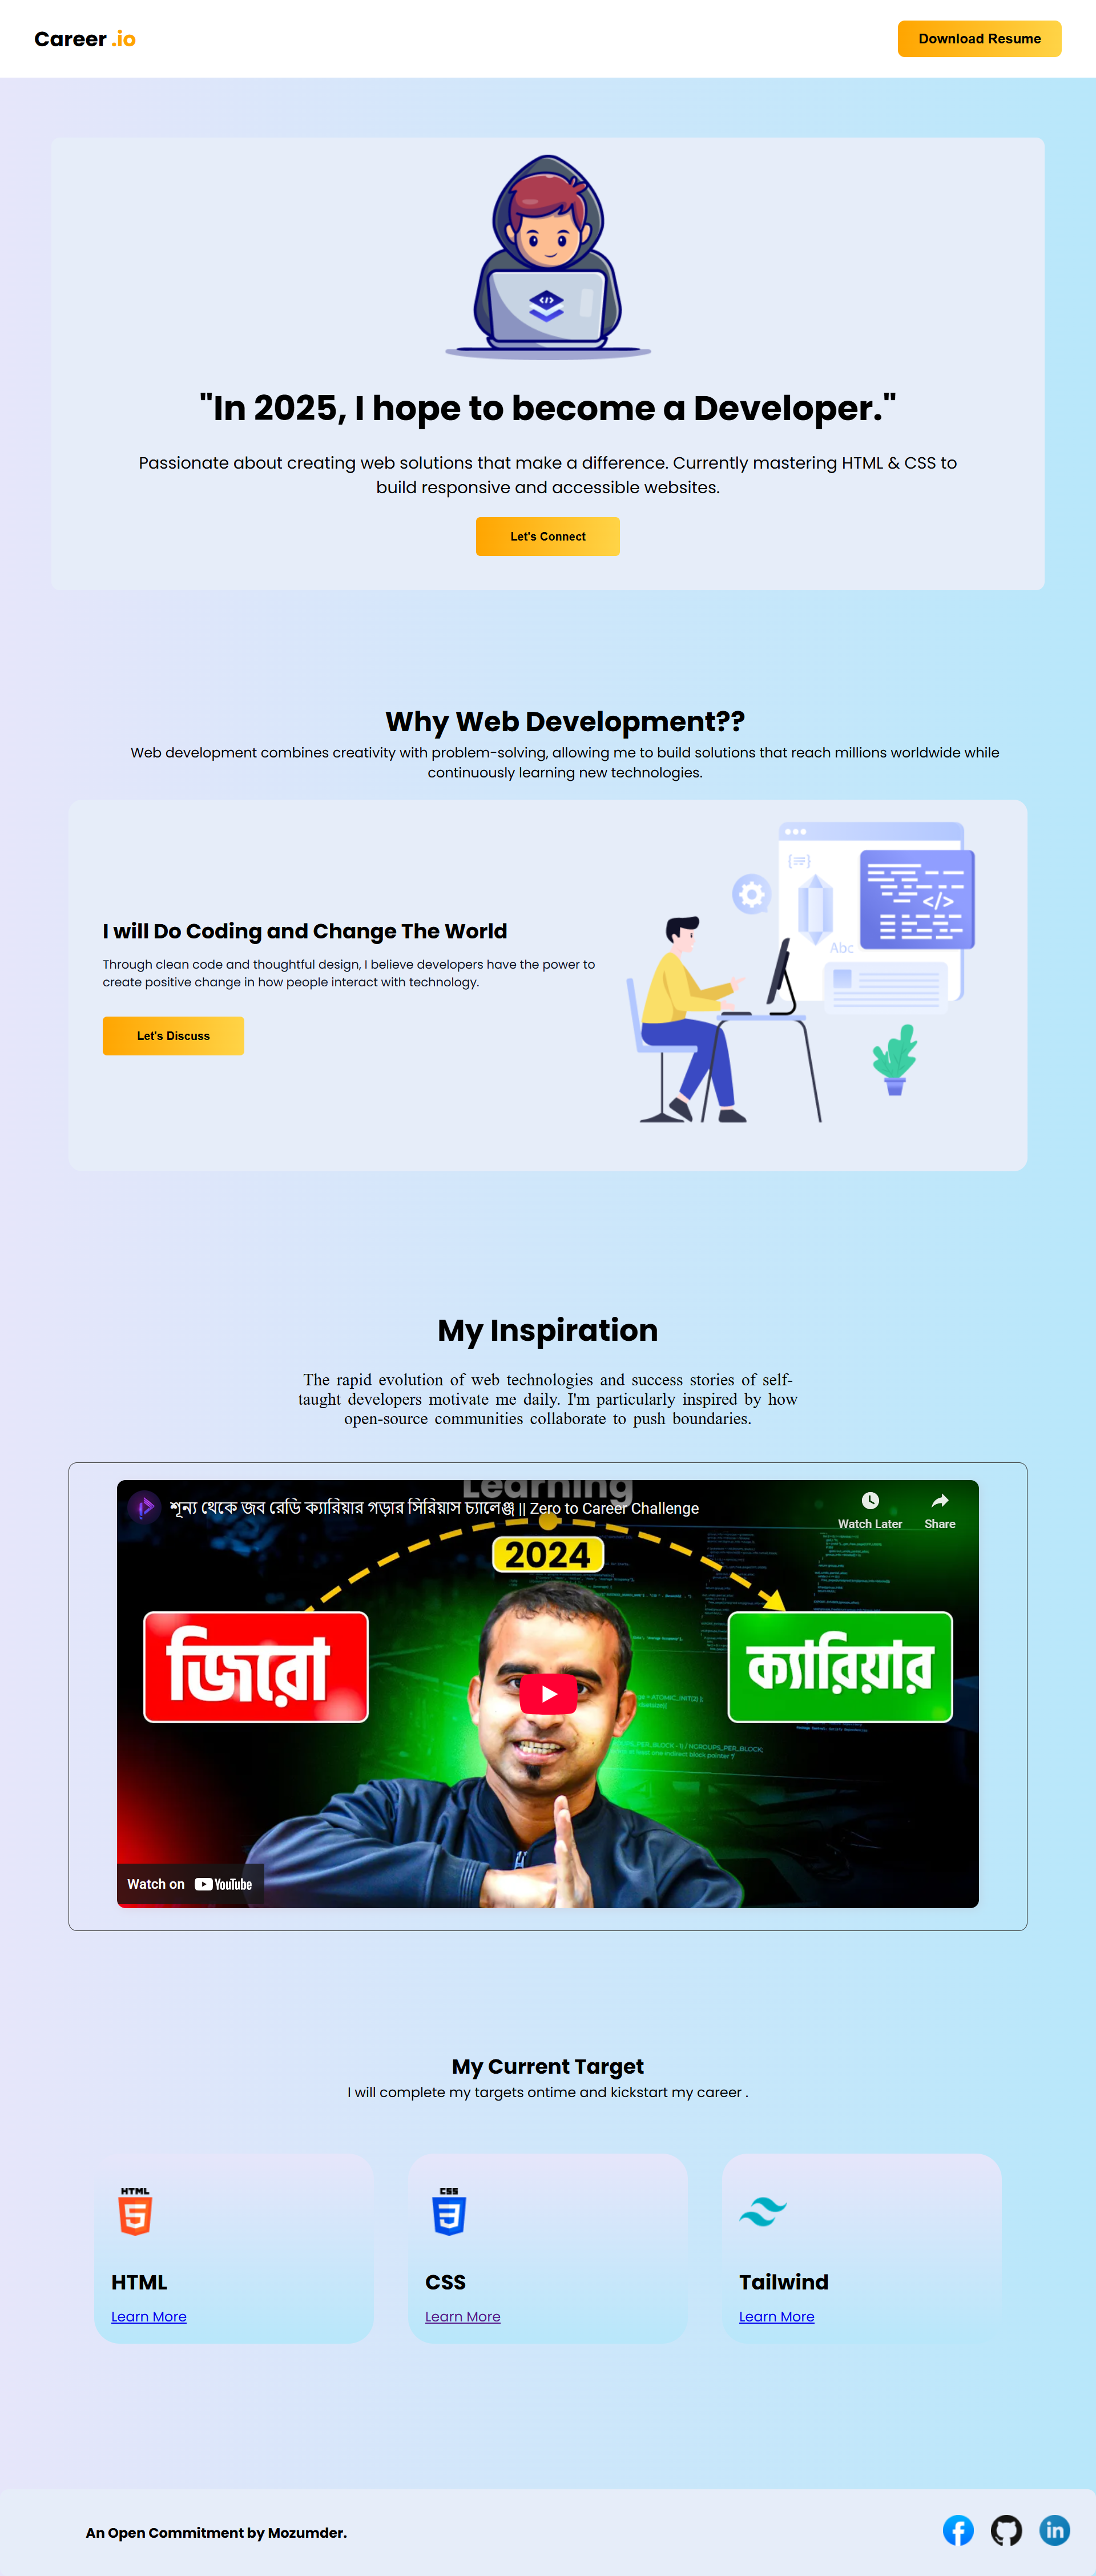 Career .io
Download Resume
"In 2025, I hope to become a Developer."
Passionate about creating web solutions that make a difference. Currently mastering HTML & CSS to
build responsive and accessible websites.
Let's Connect
Why Web Development??
Web development combines creativity with problem-solving, allowing me to build solutions that reach millions worldwide while
continuously learning new technologies.
I will Do Coding and Change The World
Through clean code and thoughtful design, I believe developers have the power to
create positive change in how people interact with technology.
Let's Discuss
Abc
</>
My Inspiration
The rapid evolution of web technologies and success stories of self-
taught developers motivate me daily. I'm particularly inspired by how
open-source communities collaborate to push boundaries.
Learning
শূন্য থেকে জব রেডি ক্যারিয়ার গড়ার সিরিয়াস চ্যালেঞ্জ || Zero to Career Challenge
Watch Later
Share
2024
জিরো
ক্যারিয়ার
Watch on YouTube
My Current Target
I will complete my targets ontime and kickstart my career .
HTML
HTML
Learn More
CSS
CSS
Learn More
Tailwind
Learn More
An Open Commitment by Mozumder.